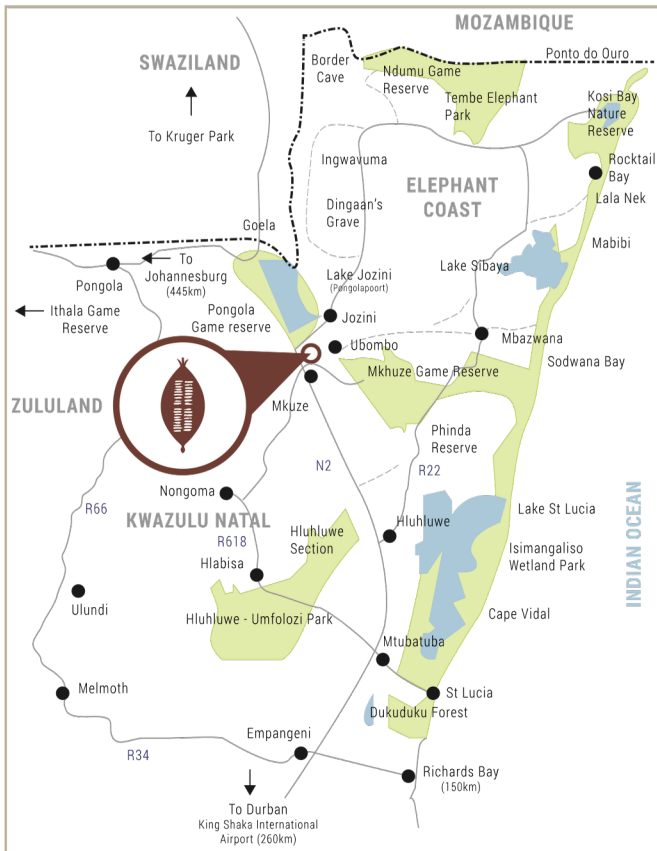 MOZAMBIQUE
Ponto do Ouro
SWAZILAND
Border
Cave
Ndumu Game
Reserve
Tembe Elephant
Park
Kosi Bay
Nature
Reserve
To Kruger Park
Ingwavuma
Rocktail
Bay
ELEPHANT
COAST
Dingaan's
Grave
Lala Nek
Goela
Mabibi
To
Johannesburg
(445km)
Lake Sibaya
Lake Jozini
(Pongolapoort)
Pongola
Ithala Game
Reserve
Pongola
Game reserve
Jozini
Ubombo
Mbazwana
Sodwana Bay
Mkhuze Game Reserve
ZULULAND
Mkuze
Phinda
Reserve
N2
R22
Nongoma
R66
KWAZULU NATAL
R618
Hluhluwe
Section
Hluhluwe
Lake St Lucia
Isimangaliso
Wetland Park
INDIAN OCEAN
Hlabisa
Ulundi
Hluhluwe - Umfolozi Park
Cape Vidal
Mtubatuba
Melmoth
St Lucia
Dukuduku Forest
Empangeni
R34
Richards Bay
(150km)
To Durban
King Shaka International
Airport (260km)